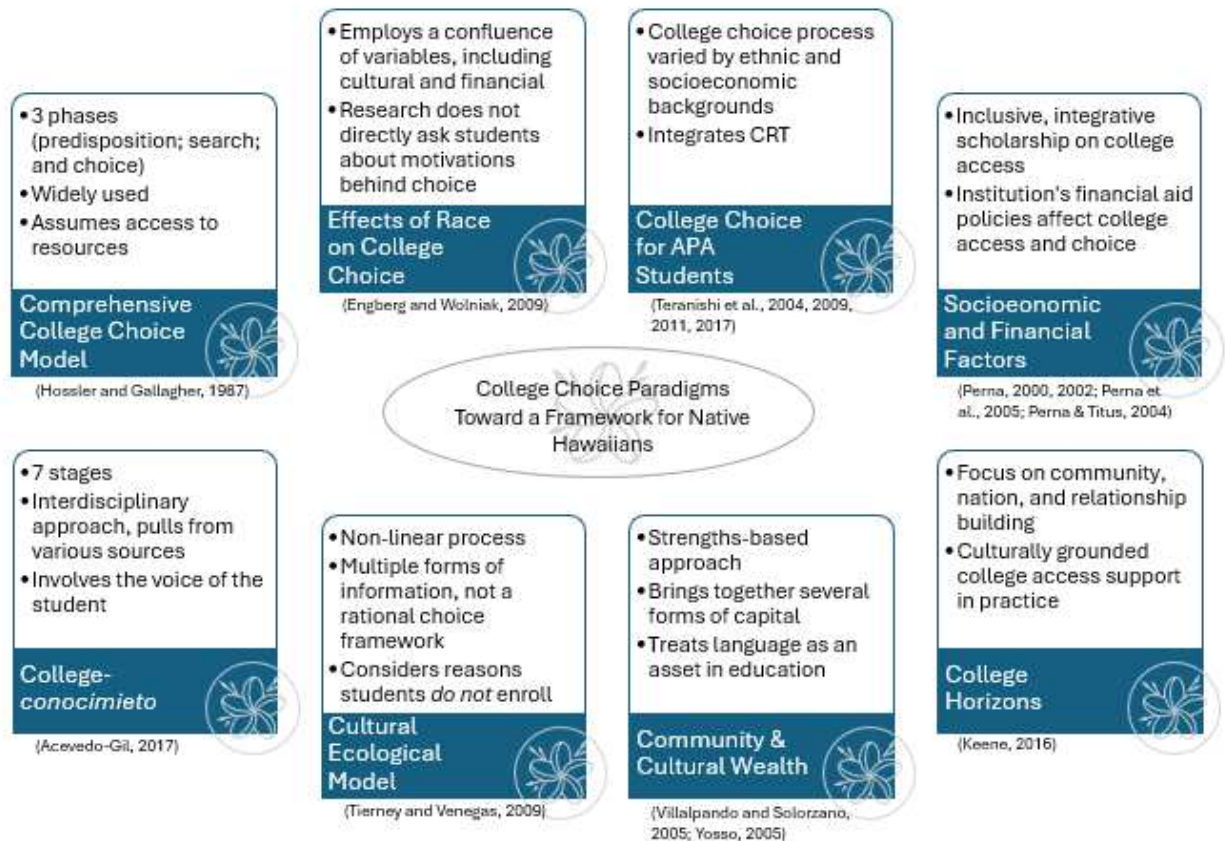 • 3 phases
(predisposition; search;
and choice)
• Widely used
• Assumes access to
resources
Comprehensive
College Choice
Model
(Hossler and Gallagher, 1987)
• Employs a confluence
of variables, including
cultural and financial
• Research does not
directly ask students
about motivations
behind choice
Effects of Race
on College
Choice
(Engberg and Wolniak, 2009)
• College choice process
varied by ethnic and
socioeconomic
backgrounds
• Integrates CRT
College Choice
for APA
Students
(Teranishi et al., 2004, 2009,
2011, 2017)
• Inclusive, integrative
scholarship on college
access
• Institution's financial aid
policies affect college
access and choice
Socioeconomic
and Financial
Factors
(Perna, 2000, 2002; Perna et
al., 2005; Perna & Titus, 2004)
College Choice Paradigms
Toward a Framework for Native
Hawaiians
• 7 stages
• Interdisciplinary
approach, pulls from
various sources
• Involves the voice of the
student
College-
conocimieto
(Acevedo-Gil, 2017)
• Non-linear process
• Multiple forms of
information, not a
rational choice
framework
• Considers reasons
students do not enroll
Cultural
Ecological
Model
(Tierney and Venegas, 2009)
• Strengths-based
approach
• Brings together several
forms of capital
• Treats language as an
asset in education
Community &
Cultural Wealth
(Villalpando and Solorzano,
2005; Yosso, 2005)
• Focus on community,
nation, and relationship
building
• Culturally grounded
college access support
in practice
College
Horizons
(Keene, 2016)